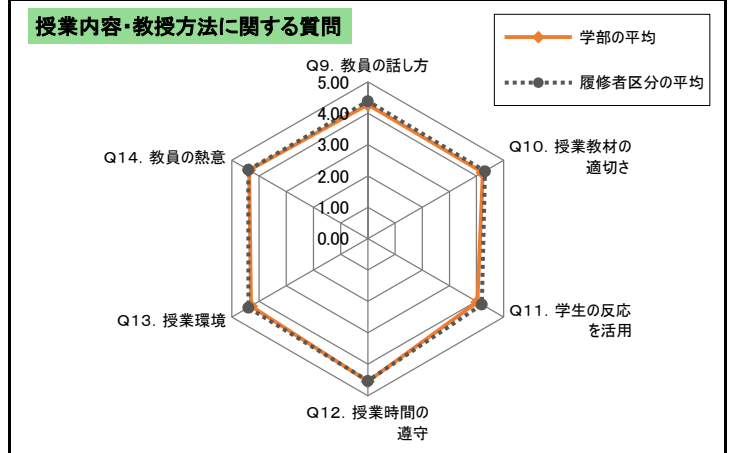 授業内容・教授方法に関する質問
学部の平均
履修者区分の平均
Q9. 教員の話し方
5.00
4.00
3.00
2.00
1.00
0.00
Q10. 授業教材の
適切さ
Q11. 学生の反応
を活用
Q12. 授業時間の
遵守
Q13. 授業環境
Q14. 教員の熱意